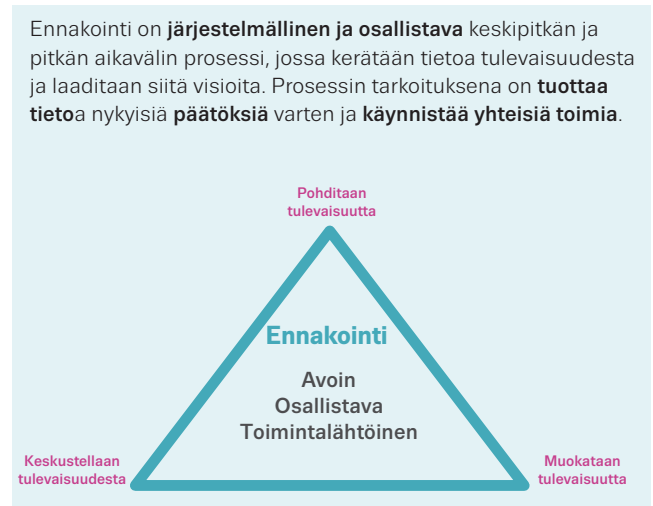 Ennakointi on järjestelmällinen ja osallistava keskipitkän ja
pitkän aikavälin prosessi, jossa kerätään tietoa tulevaisuudesta
ja laaditaan siitä visioita. Prosessin tarkoituksena on tuottaa
tietoa nykyisiä päätöksiä varten ja käynnistää yhteisiä toimia.
Pohditaan
tulevaisuutta
Ennakointi
Avoin
Osallistava
Toimintalähtöinen
Keskustellaan
tulevaisuudesta
Muokataan
tulevaisuutta